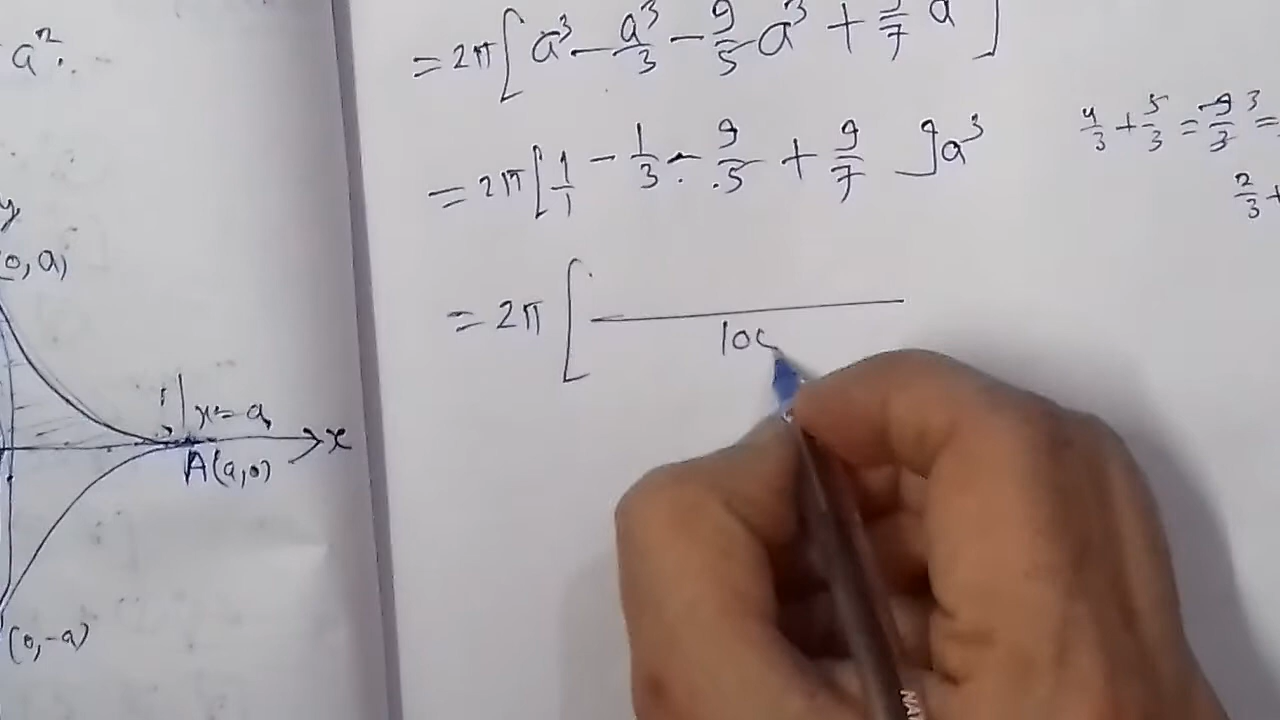 a².
y
(0, a)
x = a
x
A(a, 0)
(0, -a)
= 2π[a³ - a³/3 - 9/5 a³ + 9/7 a
= 2π[1/1 - 1/3 - 9/5 + 9/7 ]a³
= 2π[
105
4/3 + 5/3 = 9/3 3 =
2/3 +